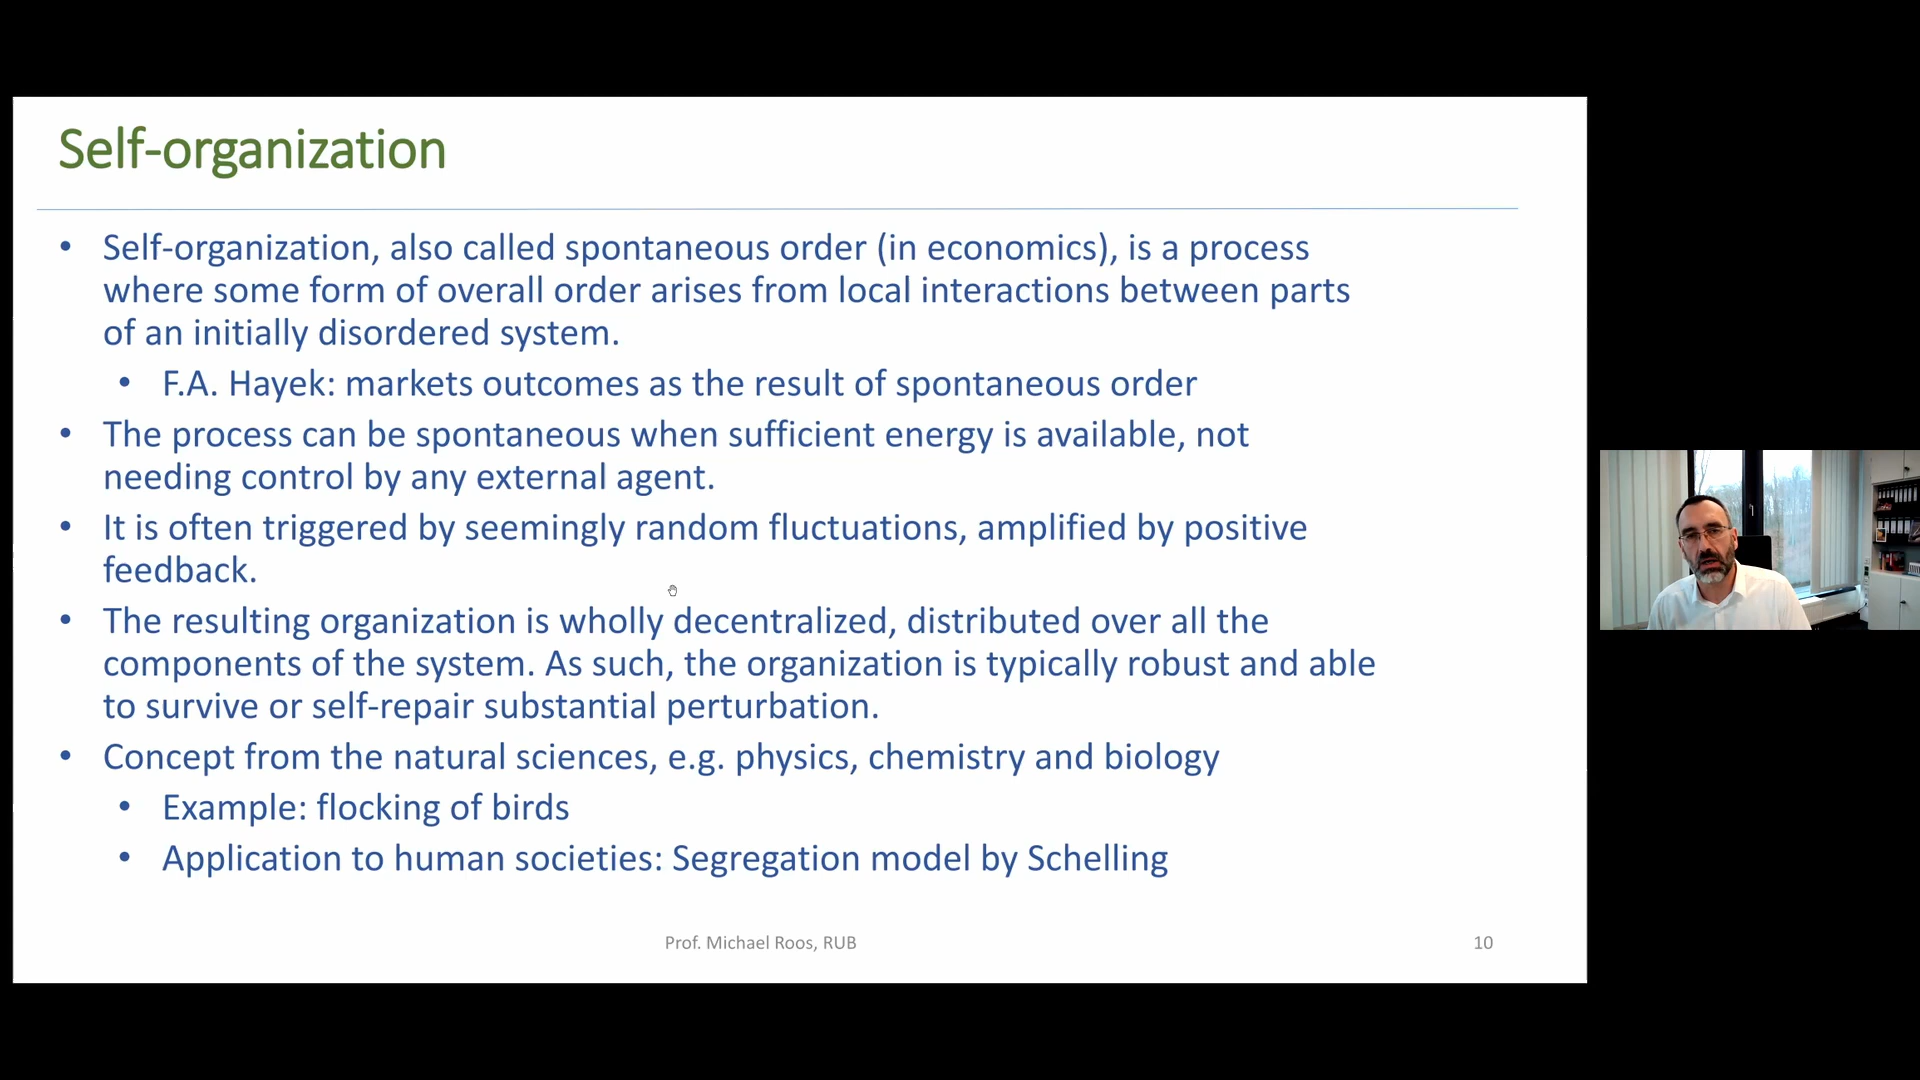 Self-organization
• Self-organization, also called spontaneous order (in economics), is a process
where some form of overall order arises from local interactions between parts
of an initially disordered system.
• F.A. Hayek: markets outcomes as the result of spontaneous order
• The process can be spontaneous when sufficient energy is available, not
needing control by any external agent.
• It is often triggered by seemingly random fluctuations, amplified by positive
feedback.
• The resulting organization is wholly decentralized, distributed over all the
components of the system. As such, the organization is typically robust and able
to survive or self-repair substantial perturbation.
• Concept from the natural sciences, e.g. physics, chemistry and biology
• Example: flocking of birds
• Application to human societies: Segregation model by Schelling
Prof. Michael Roos, RUB
10